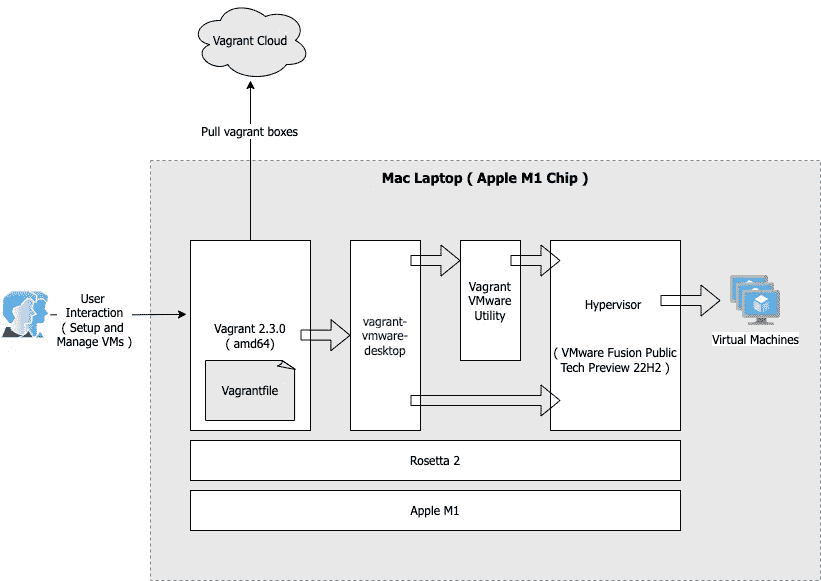 Vagrant Cloud
Pull vagrant boxes
Mac Laptop ( Apple M1 Chip )
User
Interaction
( Setup and
Manage VMs )
Vagrant 2.3.0
( amd64)
Vagrantfile
vagrant-
vmware-
desktop
Vagrant
VMware
Utility
Hypervisor
( VMware Fusion Public
Tech Preview 22H2 )
Virtual Machines
Rosetta 2
Apple M1